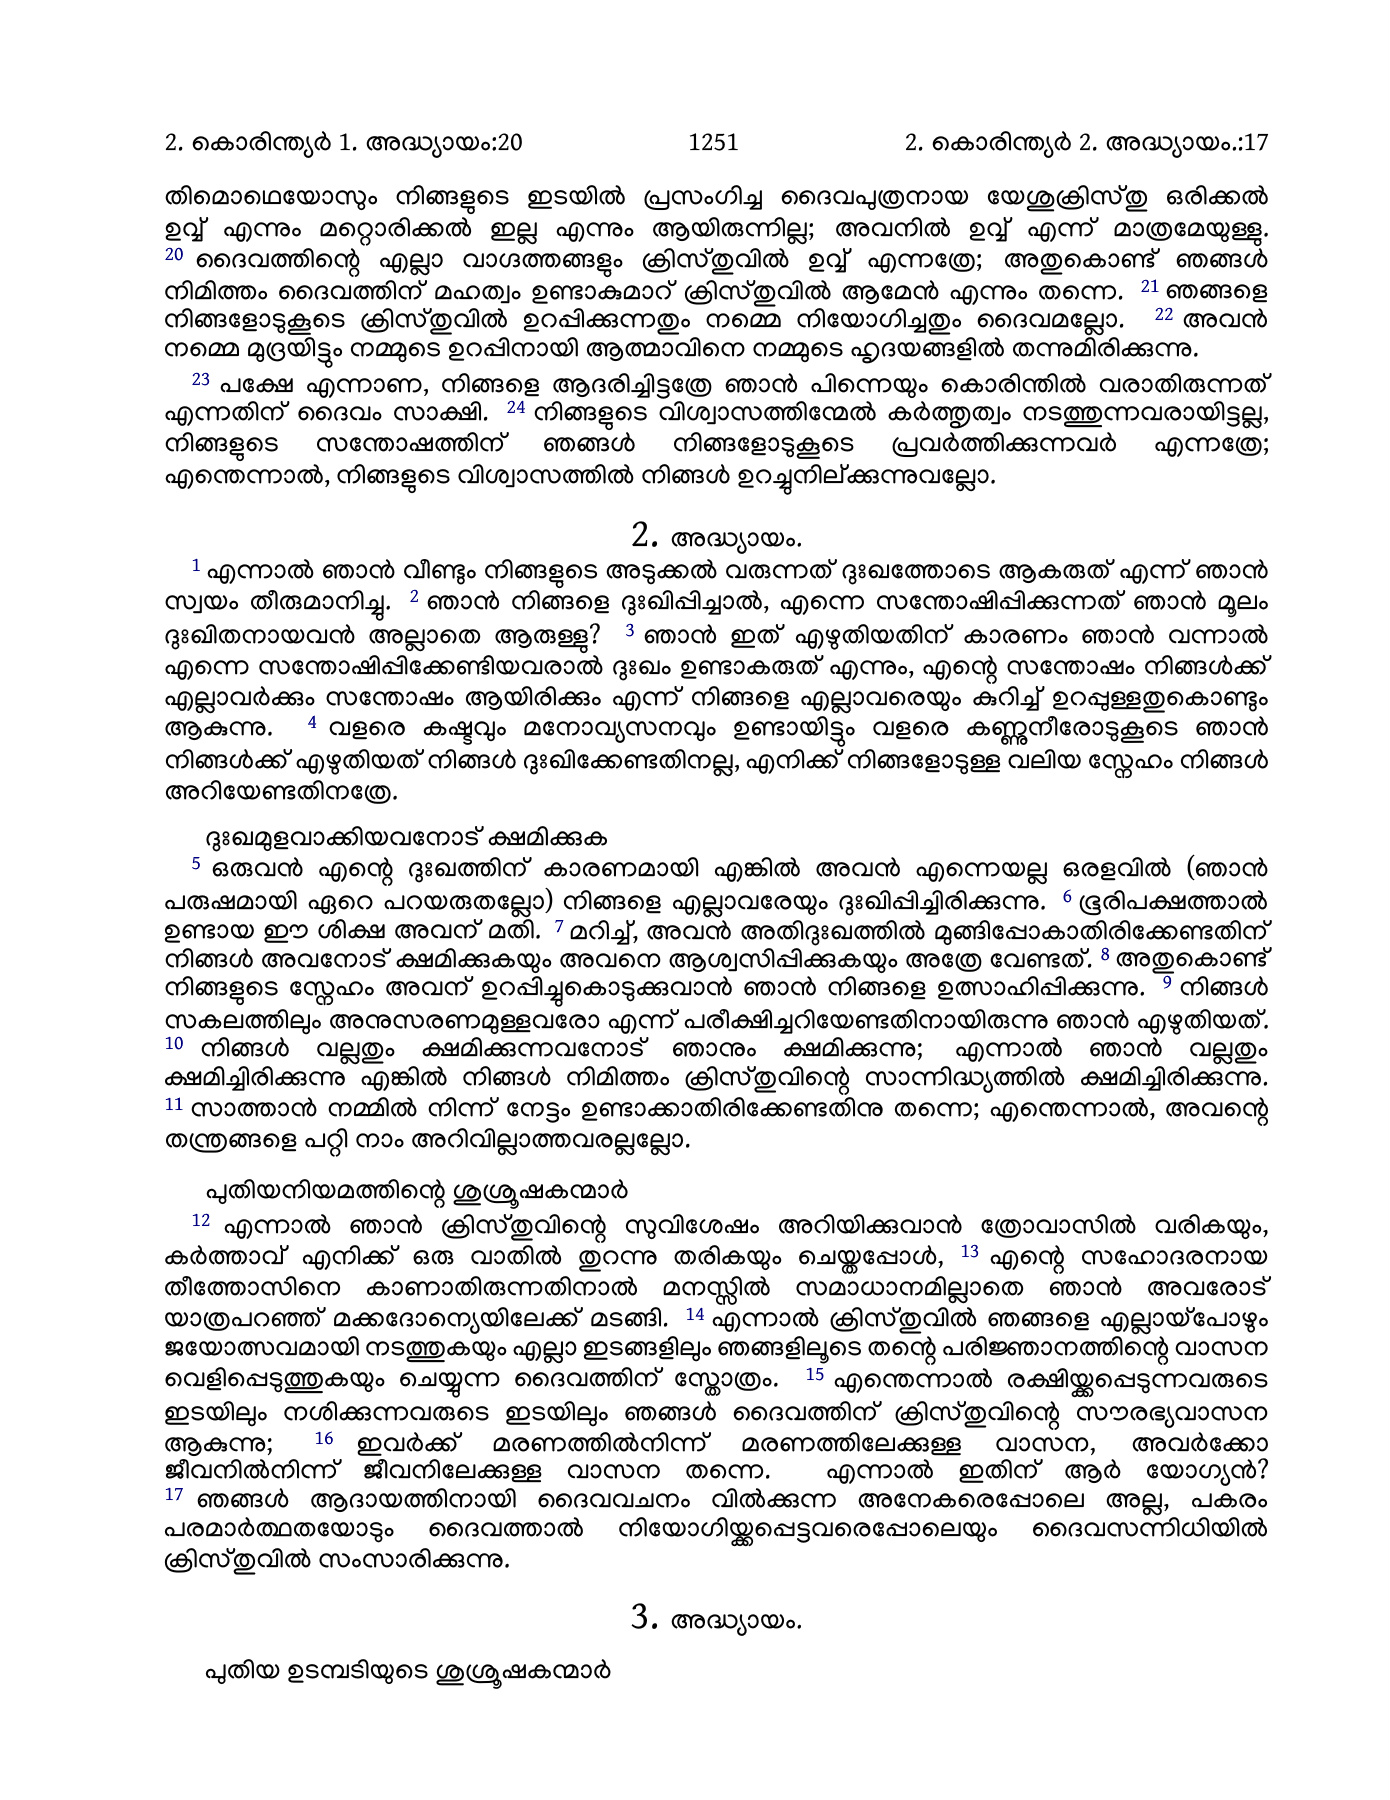 2. കൊരിന്ത്യർ 1. അദ്ധ്യായം:20 1251 2. കൊരിന്ത്യർ 2. അദ്ധ്യായം.:17
തിമൊഥെയോസും നിങ്ങളുടെ ഇടയിൽ പ്രസംഗിച്ച ദൈവപുത്രനായ യേശുക്രിസ്തു ഒരിക്കൽ
ഉവ്വ് എന്നും മറ്റൊരിക്കൽ ഇല്ല എന്നും ആയിരുന്നില്ല; അവനിൽ ഉവ്വ് എന്ന് മാത്രമേയുള്ളു.
20 ദൈവത്തിന്റെ എല്ലാ വാഗ്ദത്തങ്ങളും ക്രിസ്തുവിൽ ഉവ്വ് എന്നത്രേ; അതുകൊണ്ട് ഞങ്ങൾ
നിമിത്തം ദൈവത്തിന് മഹത്വം ഉണ്ടാകുമാറ് ക്രിസ്തുവിൽ ആമേൻ എന്നും തന്നെ. 21 ഞങ്ങളെ
നിങ്ങളോടുകൂടെ ക്രിസ്തുവിൽ ഉറപ്പിക്കുന്നതും നമ്മെ നിയോഗിച്ചതും ദൈവമല്ലോ. 22 അവൻ
നമ്മെ മുദ്രയിട്ടും നമ്മുടെ ഉറപ്പിനായി ആത്മാവിനെ നമ്മുടെ ഹൃദയങ്ങളിൽ തന്നുമിരിക്കുന്നു.
23 പക്ഷേ എന്നാണ, നിങ്ങളെ ആദരിച്ചിട്ടത്രേ ഞാൻ പിന്നെയും കൊരിന്തിൽ വരാതിരുന്നത്
എന്നതിന് ദൈവം സാക്ഷി. 24 നിങ്ങളുടെ വിശ്വാസത്തിന്മേൽ കർത്തൃത്വം നടത്തുന്നവരായിട്ടല്ല,
നിങ്ങളുടെ സന്തോഷത്തിന് ഞങ്ങൾ നിങ്ങളോടുകൂടെ പ്രവർത്തിക്കുന്നവർ എന്നത്രേ;
എന്തെന്നാൽ, നിങ്ങളുടെ വിശ്വാസത്തിൽ നിങ്ങൾ ഉറച്ചുനില്ക്കുന്നുവല്ലോ.
2. അദ്ധ്യായം.
1 എന്നാൽ ഞാൻ വീണ്ടും നിങ്ങളുടെ അടുക്കൽ വരുന്നത് ദുഃഖത്തോടെ ആകരുത് എന്ന് ഞാൻ
സ്വയം തീരുമാനിച്ചു. 2 ഞാൻ നിങ്ങളെ ദുഃഖിപ്പിച്ചാൽ, എന്നെ സന്തോഷിപ്പിക്കുന്നത് ഞാൻ മൂലം
ദുഃഖിതനായവൻ അല്ലാതെ ആരുള്ളു? 3 ഞാൻ ഇത് എഴുതിയതിന് കാരണം ഞാൻ വന്നാൽ
എന്നെ സന്തോഷിപ്പിക്കേണ്ടിയവരാൽ ദുഃഖം ഉണ്ടാകരുത് എന്നും, എന്റെ സന്തോഷം നിങ്ങൾക്ക്
എല്ലാവർക്കും സന്തോഷം ആയിരിക്കും എന്ന് നിങ്ങളെ എല്ലാവരെയും കുറിച്ച് ഉറപ്പുള്ളതുകൊണ്ടും
ആകുന്നു. 4 വളരെ കഷ്ടവും മനോവ്യസനവും ഉണ്ടായിട്ടും വളരെ കണ്ണുനീരോടുകൂടെ ഞാൻ
നിങ്ങൾക്ക് എഴുതിയത് നിങ്ങൾ ദുഃഖിക്കേണ്ടതിനല്ല, എനിക്ക് നിങ്ങളോടുള്ള വലിയ സ്നേഹം നിങ്ങൾ
അറിയേണ്ടതിനത്രേ.
ദുഃഖമുളവാക്കിയവനോട് ക്ഷമിക്കുക
5 ഒരുവൻ എന്റെ ദുഃഖത്തിന് കാരണമായി എങ്കിൽ അവൻ എന്നെയല്ല ഒരളവിൽ (ഞാൻ
പരുഷമായി ഏറെ പറയരുതല്ലോ) നിങ്ങളെ എല്ലാവരേയും ദുഃഖിപ്പിച്ചിരിക്കുന്നു. 6 ഭൂരിപക്ഷത്താൽ
ഉണ്ടായ ഈ ശിക്ഷ അവന് മതി. 7 മറിച്ച്, അവൻ അതിദുഃഖത്തിൽ മുങ്ങിപ്പോകാതിരിക്കേണ്ടതിന്
നിങ്ങൾ അവനോട് ക്ഷമിക്കുകയും അവനെ ആശ്വസിപ്പിക്കുകയും അത്രേ വേണ്ടത്. 8 അതുകൊണ്ട്
നിങ്ങളുടെ സ്നേഹം അവന് ഉറപ്പിച്ചുകൊടുക്കുവാൻ ഞാൻ നിങ്ങളെ ഉത്സാഹിപ്പിക്കുന്നു. 9 നിങ്ങൾ
സകലത്തിലും അനുസരണമുള്ളവരോ എന്ന് പരീക്ഷിച്ചറിയേണ്ടതിനായിരുന്നു ഞാൻ എഴുതിയത്.
10 നിങ്ങൾ വല്ലതും ക്ഷമിക്കുന്നവനോട് ഞാനും ക്ഷമിക്കുന്നു; എന്നാൽ ഞാൻ വല്ലതും
ക്ഷമിച്ചിരിക്കുന്നു എങ്കിൽ നിങ്ങൾ നിമിത്തം ക്രിസ്തുവിന്റെ സാന്നിദ്ധ്യത്തിൽ ക്ഷമിച്ചിരിക്കുന്നു.
11 സാത്താൻ നമ്മിൽ നിന്ന് നേട്ടം ഉണ്ടാക്കാതിരിക്കേണ്ടതിനു തന്നെ; എന്തെന്നാൽ, അവന്റെ
തന്ത്രങ്ങളെ പറ്റി നാം അറിവില്ലാത്തവരല്ലല്ലോ.
പുതിയനിയമത്തിന്റെ ശുശ്രൂഷകന്മാർ
12 എന്നാൽ ഞാൻ ക്രിസ്തുവിന്റെ സുവിശേഷം അറിയിക്കുവാൻ ത്രോവാസിൽ വരികയും,
കർത്താവ് എനിക്ക് ഒരു വാതിൽ തുറന്നു തരികയും ചെയ്തപ്പോൾ, 13 എന്റെ സഹോദരനായ
തീത്തോസിനെ കാണാതിരുന്നതിനാൽ മനസ്സിൽ സമാധാനമില്ലാതെ ഞാൻ അവരോട്
യാത്രപറഞ്ഞ് മക്കദോന്യെയിലേക്ക് മടങ്ങി. 14 എന്നാൽ ക്രിസ്തുവിൽ ഞങ്ങളെ എല്ലായ്പോഴും
ജയോത്സവമായി നടത്തുകയും എല്ലാ ഇടങ്ങളിലും ഞങ്ങളിലൂടെ തന്റെ പരിജ്ഞാനത്തിന്റെ വാസന
വെളിപ്പെടുത്തുകയും ചെയ്യുന്ന ദൈവത്തിന് സ്തോത്രം. 15 എന്തെന്നാൽ രക്ഷിയ്ക്കപ്പെടുന്നവരുടെ
ഇടയിലും നശിക്കുന്നവരുടെ ഇടയിലും ഞങ്ങൾ ദൈവത്തിന് ക്രിസ്തുവിന്റെ സൗരഭ്യവാസന
ആകുന്നു; 16 ഇവർക്ക് മരണത്തിൽനിന്ന് മരണത്തിലേക്കുള്ള വാസന, അവർക്കോ
ജീവനിൽനിന്ന് ജീവനിലേക്കുള്ള വാസന തന്നെ. എന്നാൽ ഇതിന് ആർ യോഗ്യൻ?
17 ഞങ്ങൾ ആദായത്തിനായി ദൈവവചനം വിൽക്കുന്ന അനേകരെപ്പോലെ അല്ല, പകരം
പരമാർത്ഥതയോടും ദൈവത്താൽ നിയോഗിയ്ക്കപ്പെട്ടവരെപ്പോലെയും ദൈവസന്നിധിയിൽ
ക്രിസ്തുവിൽ സംസാരിക്കുന്നു.
3. അദ്ധ്യായം.
പുതിയ ഉടമ്പടിയുടെ ശുശ്രൂഷകന്മാർ